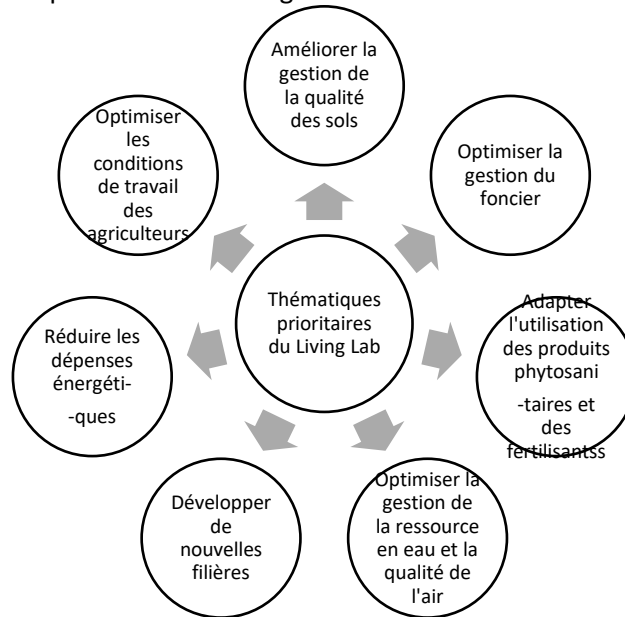 Améliorer la
gestion de
la qualité
des sols
Optimiser la
gestion du
foncier
Adapter
l'utilisation
des produits
phytosani
-taires et
des
fertilisantss
Optimiser la
gestion de
la ressource
en eau et la
qualité de
l'air
Développer
de
nouvelles
filières
Réduire les
dépenses
énergéti-
-ques
Optimiser
les
conditions
de travail
des
agriculteurs
Thématiques
prioritaires
du Living Lab